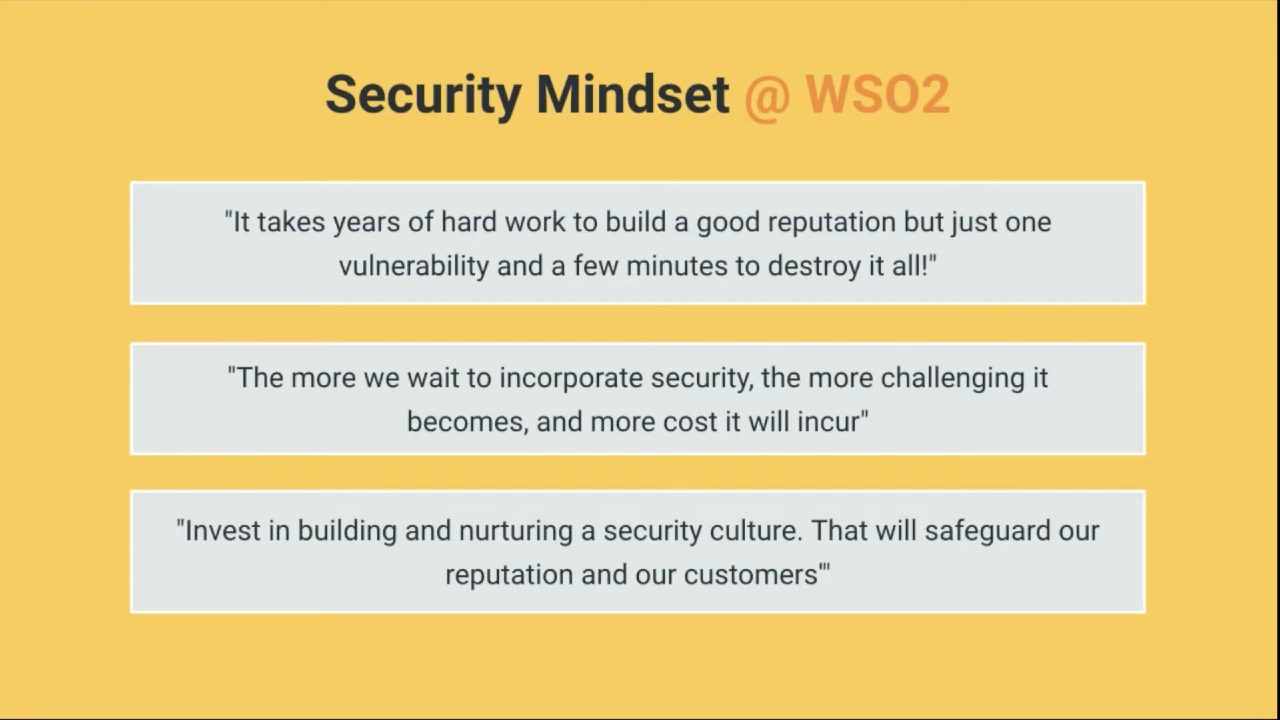 Security Mindset @ WSO2
"It takes years of hard work to build a good reputation but just one
vulnerability and a few minutes to destroy it all!"
"The more we wait to incorporate security, the more challenging it
becomes, and more cost it will incur"
"Invest in building and nurturing a security culture. That will safeguard our
reputation and our customers'"